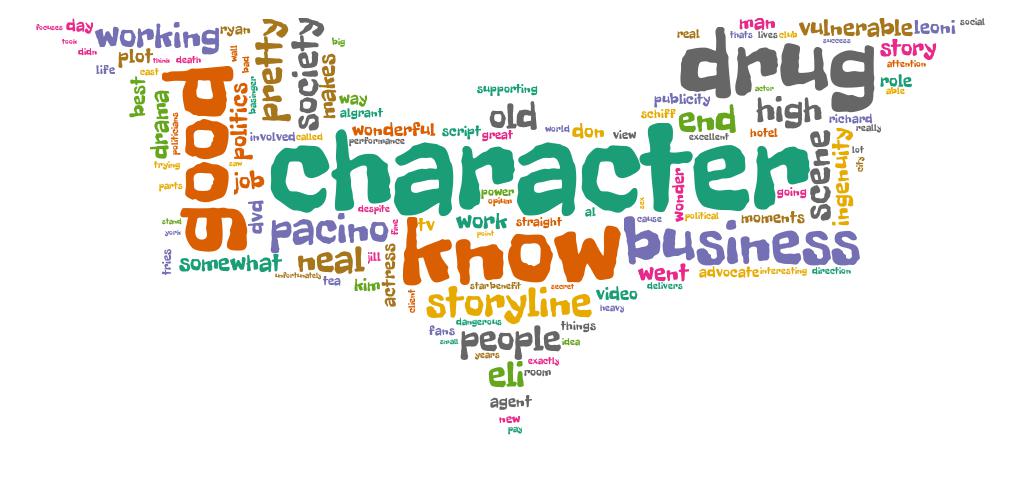 focuses
day
took
didn
working
ryan
life
plot
think
death
cast
wall
bad
pretty
society
big
makes
basinger
best
drama
politicians
good
politics
way
algrant
involved
called
trying
saw
parts
job
stand
york
dvd
tries
supporting
old
wonderful
performance
script
great
world
don
view
character
power
opium
despite
al
sex
wonder
real
man
thats
lives
club
vulnerable
success
leoni
social
story
attention
drug
actor
role
able
publicity
schiff
end
excellent
high
hotel
richard
really
scene
ingenuity
lot
city
going
pacino
fine
tv
work
straight
point
cause
political
moments
know
business
somewhat
neal
jill
unfortunately
tea
kim
actress
client
star
benefit
secret
went
delivers
advocate
interesting
direction
storyline
video
heavy
dangerous
fans
small
people
things
idea
years
exactly
eli
room
agent
new
pay